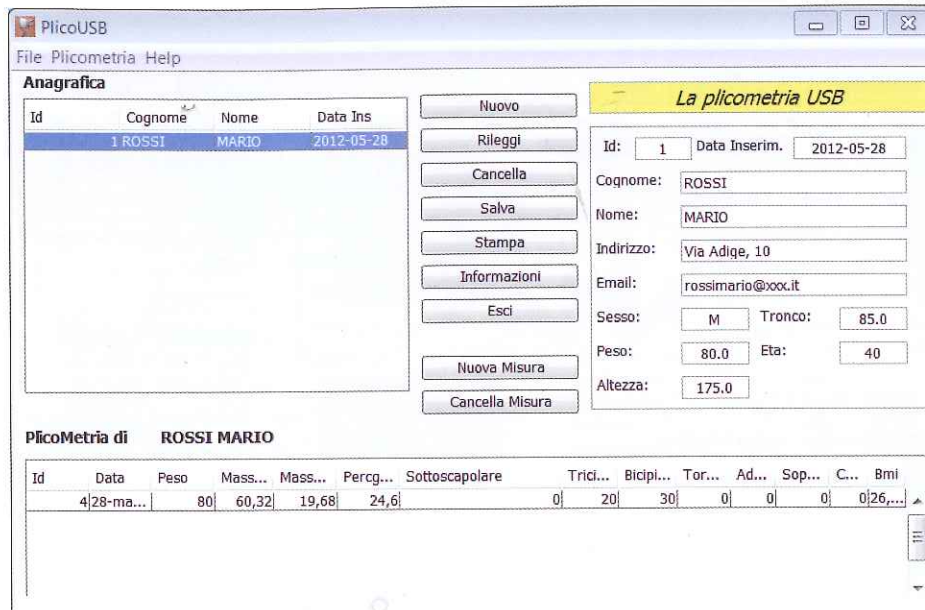 PlicoUSB
File Plicometria Help
Anagrafica
Id Cognome Nome Data Ins
1 ROSSI MARIO 2012-05-28
Nuovo
Rileggi
Cancella
Salva
Stampa
Informazioni
Esci
Nuova Misura
Cancella Misura
La plicometria USB
Id: 1 Data Inserim. 2012-05-28
Cognome: ROSSI
Nome: MARIO
Indirizzo: Via Adige, 10
Email: rossimario@xxx.it
Sesso: M Tronco: 85.0
Peso: 80.0 Eta: 40
Altezza: 175.0
PlicoMetria di ROSSI MARIO
Id Data Peso Mass... Mass... Percg... Sottoscapolare Trici... Bicipi... Tor... Ad... Sop... C... Bmi
4 28-ma... 80 60,32 19,68 24,6 0 20 30 0 0 0 0 26,...